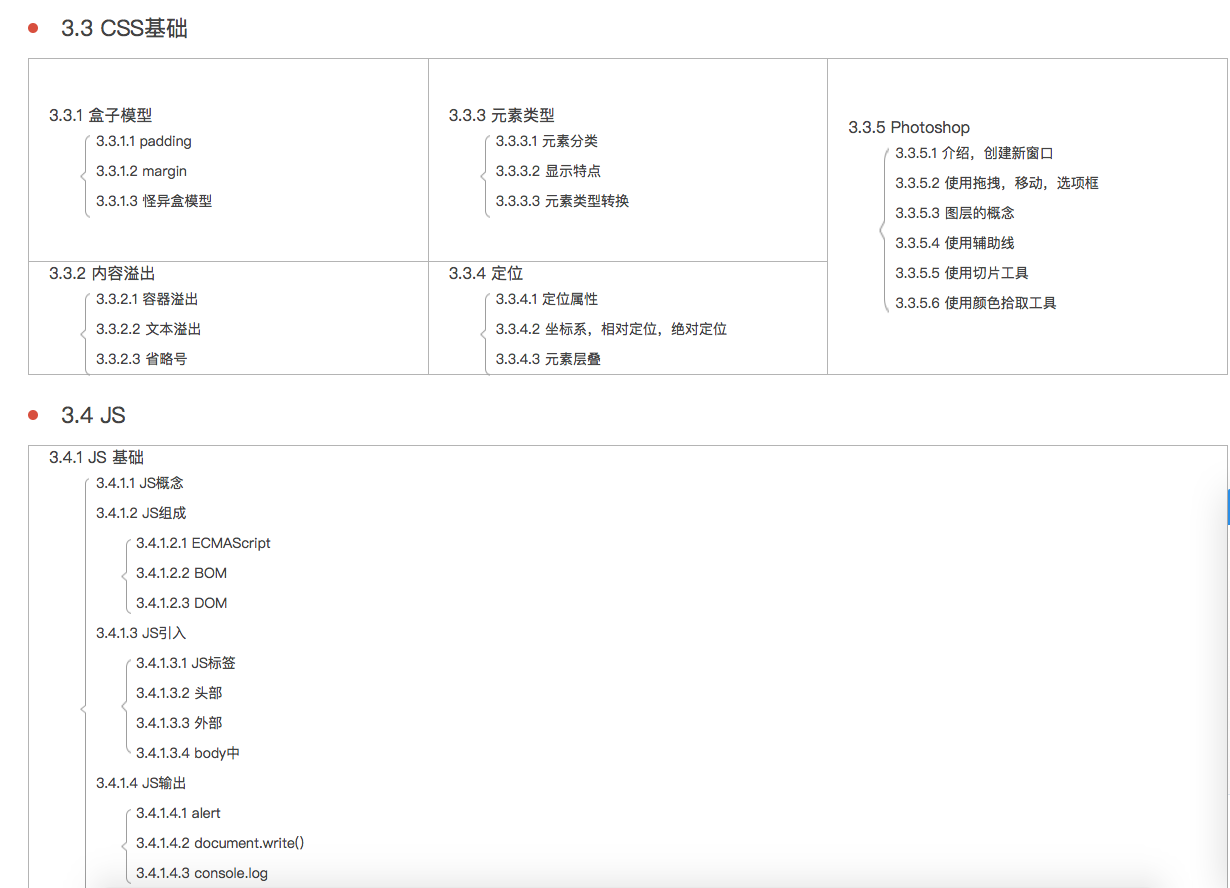 3.3 CSS基础
3.3.1 盒子模型
3.3.1.1 padding
3.3.1.2 margin
3.3.1.3 怪异盒模型
3.3.2 内容溢出
3.3.2.1 容器溢出
3.3.2.2 文本溢出
3.3.2.3 省略号
3.3.3 元素类型
3.3.3.1 元素分类
3.3.3.2 显示特点
3.3.3.3 元素类型转换
3.3.4 定位
3.3.4.1 定位属性
3.3.4.2 坐标系，相对定位，绝对定位
3.3.4.3 元素层叠
3.3.5 Photoshop
3.3.5.1 介绍，创建新窗口
3.3.5.2 使用拖拽，移动，选项框
3.3.5.3 图层的概念
3.3.5.4 使用辅助线
3.3.5.5 使用切片工具
3.3.5.6 使用颜色拾取工具
3.4 JS
3.4.1 JS 基础
3.4.1.1 JS概念
3.4.1.2 JS组成
3.4.1.2.1 ECMAScript
3.4.1.2.2 BOM
3.4.1.2.3 DOM
3.4.1.3 JS引入
3.4.1.3.1 JS标签
3.4.1.3.2 头部
3.4.1.3.3 外部
3.4.1.3.4 body中
3.4.1.4 JS输出
3.4.1.4.1 alert
3.4.1.4.2 document.write()
3.4.1.4.3 console.log